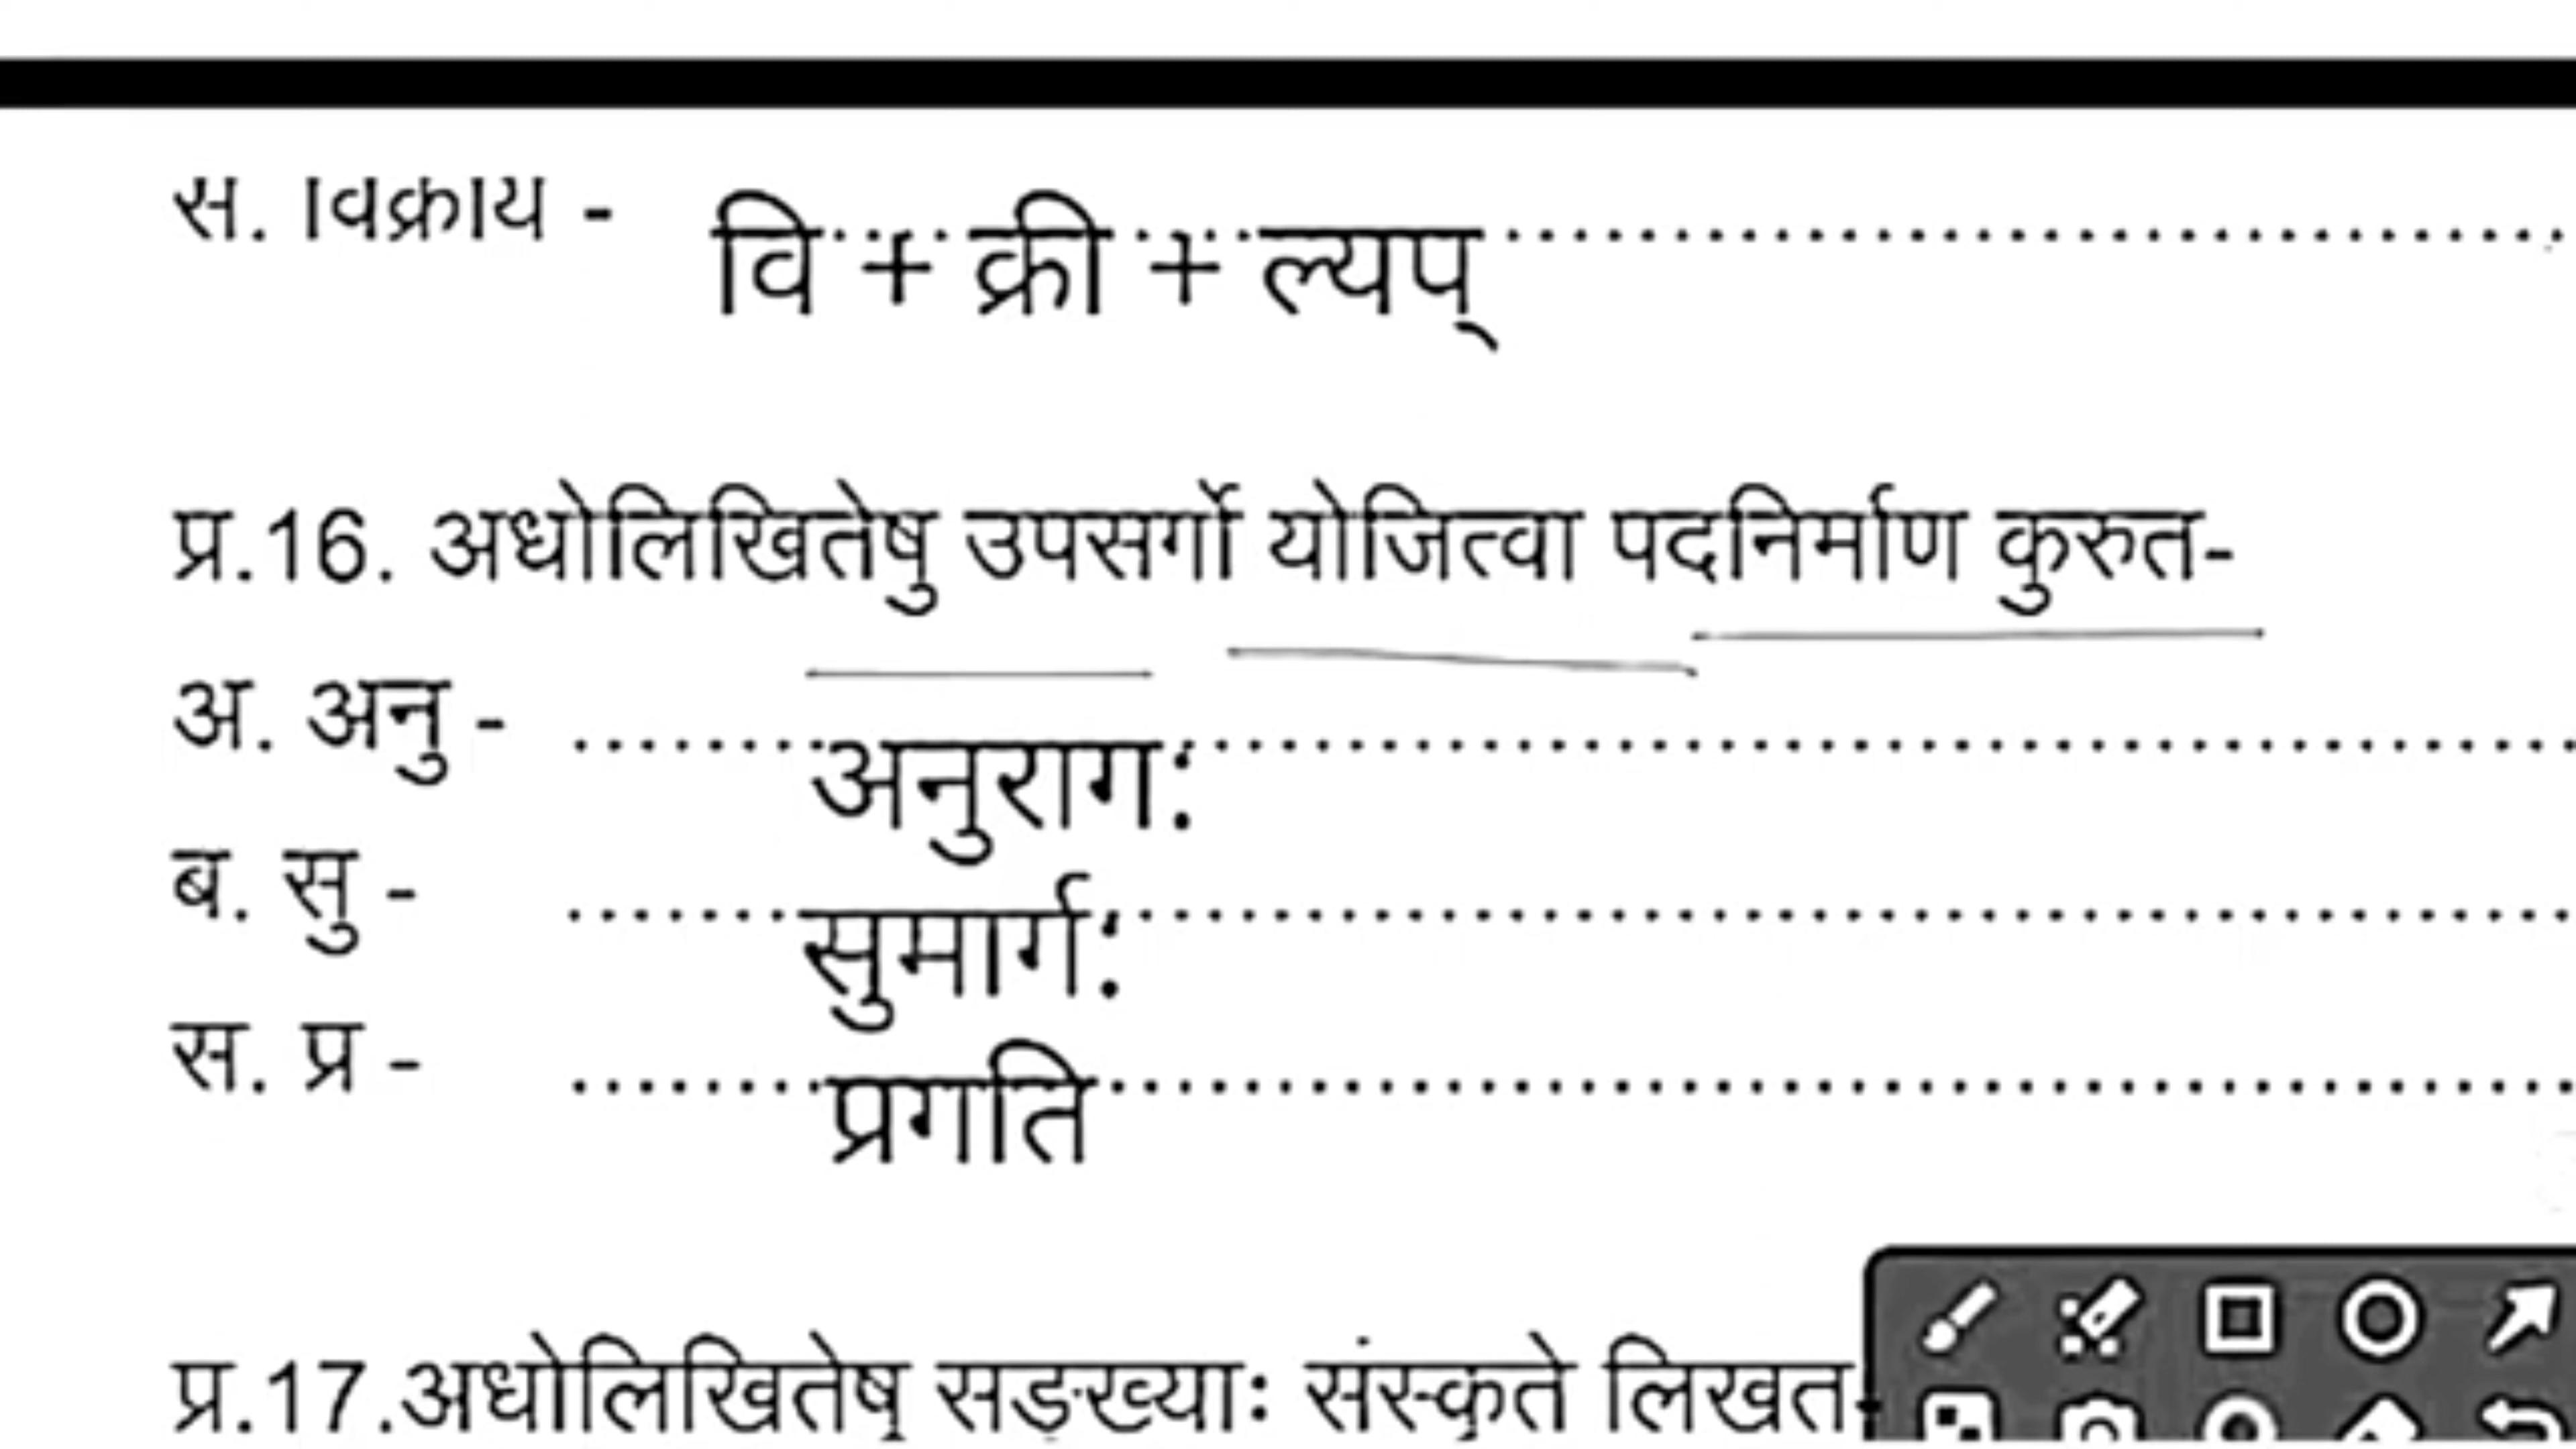 स. विक्रीय - वि + क्री + ल्यप्
प्र.16. अधोलिखितेषु उपसर्गो योजित्वा पदनिर्माण कुरुत-
अ. अनु - अनुराग:
ब. सु - सुमार्ग:
स. प्र - प्रगति
प्र.17.अधोलिखितेषु सङ्ख्याः संस्कृते लिखत-